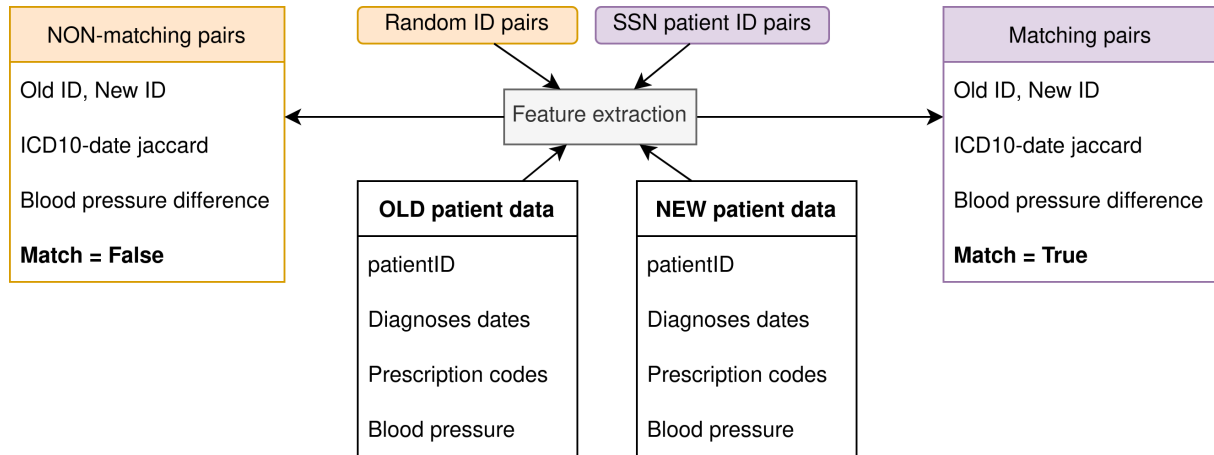 NON-matching pairs
Old ID, New ID
ICD10-date jaccard
Blood pressure difference
Match = False
Random ID pairs
SSN patient ID pairs
Feature extraction
OLD patient data
patientID
Diagnoses dates
Prescription codes
Blood pressure
NEW patient data
patientID
Diagnoses dates
Prescription codes
Blood pressure
Matching pairs
Old ID, New ID
ICD10-date jaccard
Blood pressure difference
Match = True